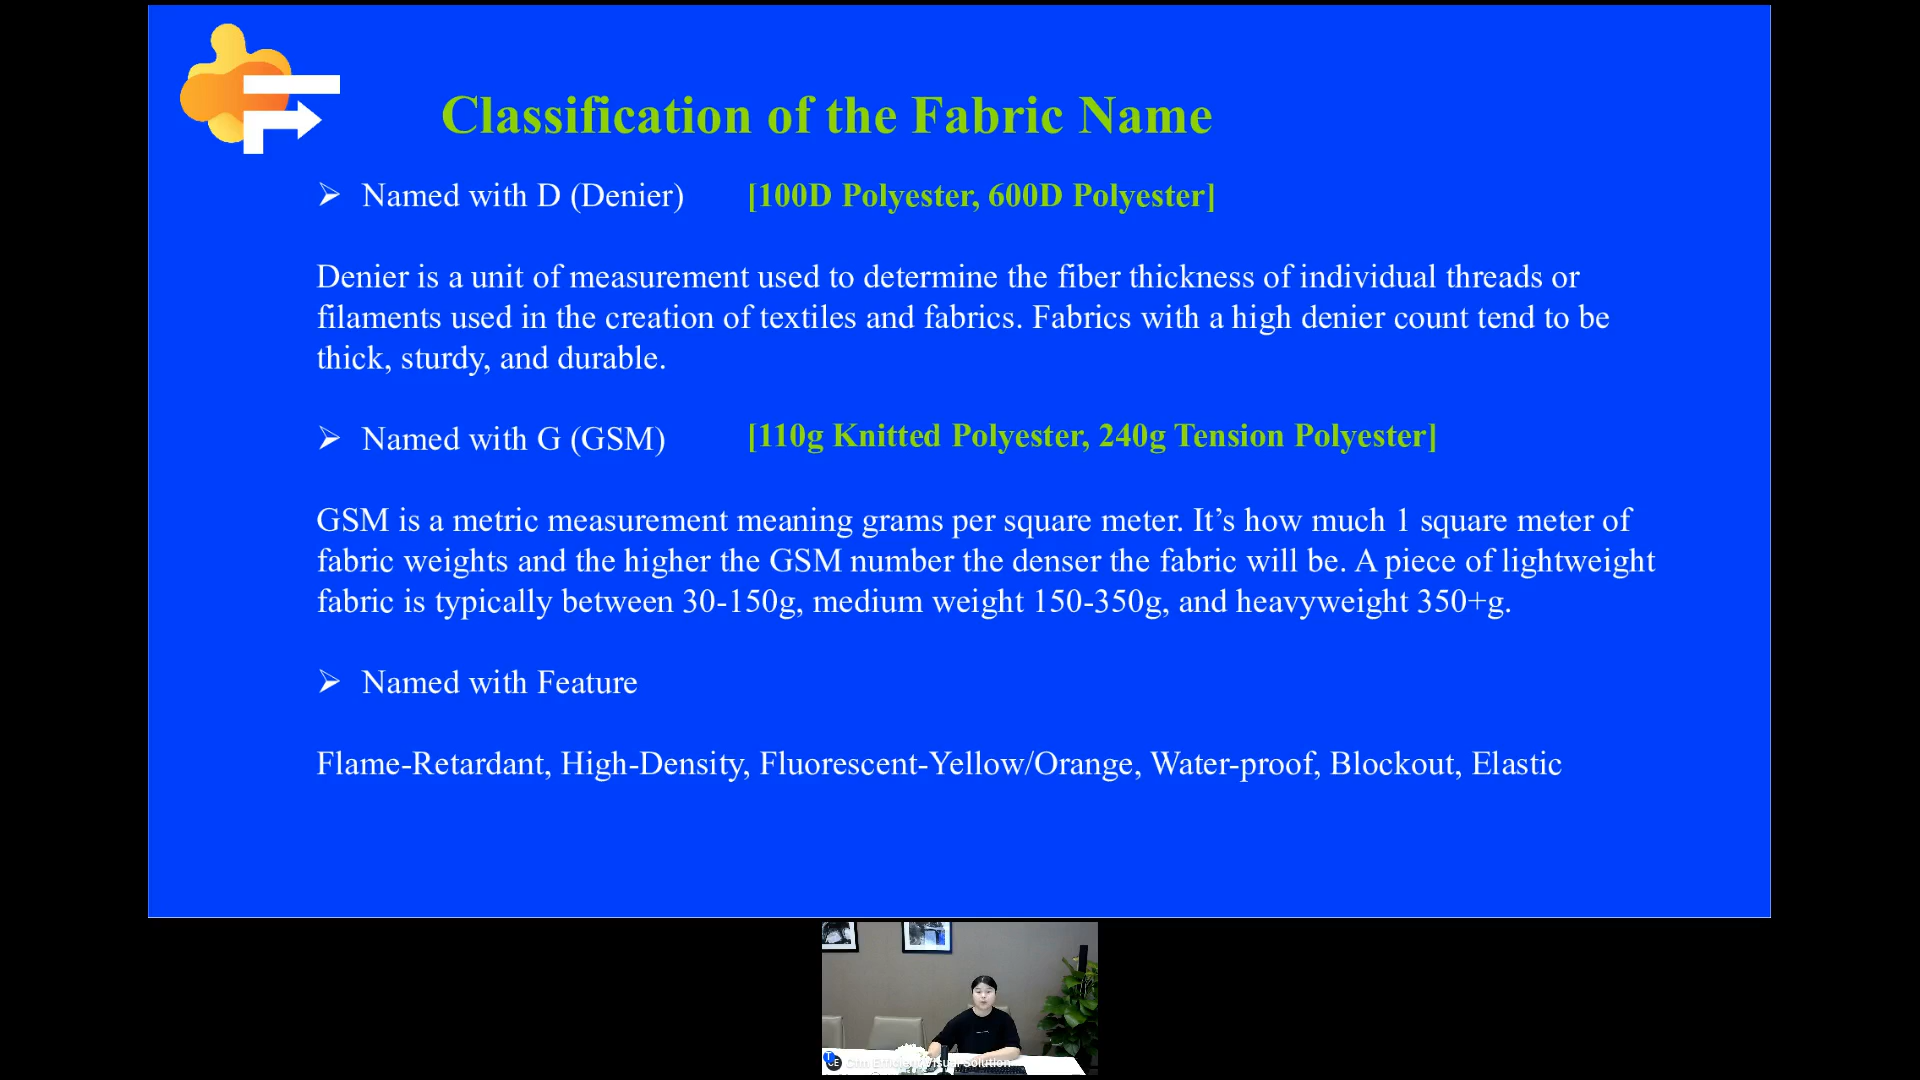 Classification of the Fabric Name
➢ Named with D (Denier) [100D Polyester, 600D Polyester]
Denier is a unit of measurement used to determine the fiber thickness of individual threads or
filaments used in the creation of textiles and fabrics. Fabrics with a high denier count tend to be
thick, sturdy, and durable.
➢ Named with G (GSM) [110g Knitted Polyester, 240g Tension Polyester]
GSM is a metric measurement meaning grams per square meter. It’s how much 1 square meter of
fabric weights and the higher the GSM number the denser the fabric will be. A piece of lightweight
fabric is typically between 30-150g, medium weight 150-350g, and heavyweight 350+g.
➢ Named with Feature
Flame-Retardant, High-Density, Fluorescent-Yellow/Orange, Water-proof, Blockout, Elastic
CE
Solution